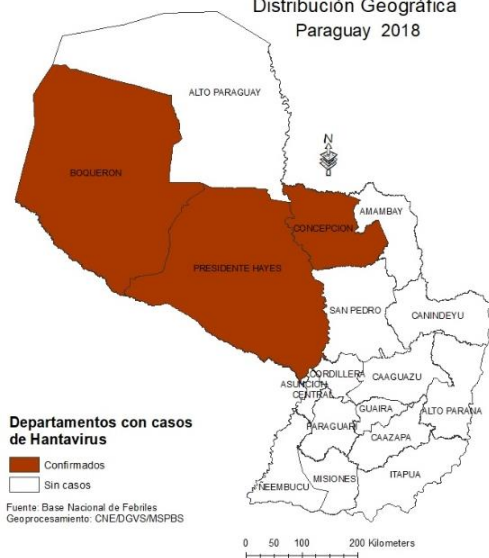 Distribución Geográfica
Paraguay 2018
ALTO PARAGUAY
N
BOQUERON
AMAMBAY
CONCEPCION
PRESIDENTE HAYES
SAN PEDRO
CANINDEYU
CORDILLERA
CAAGUAZU
ASUNCION
CENTRAL
GUAIRA
ALTO PARANA
PARAGUARI
CAAZAPA
MISIONES
ITAPUA
ÑEEMBUCU
Departamentos con casos
de Hantavirus
Confirmados
Sin casos
Fuente: Base Nacional de Febriles
Geoprocesamiento: CNE/DGVS/MSPBS
0 50 100 200 Kilometers